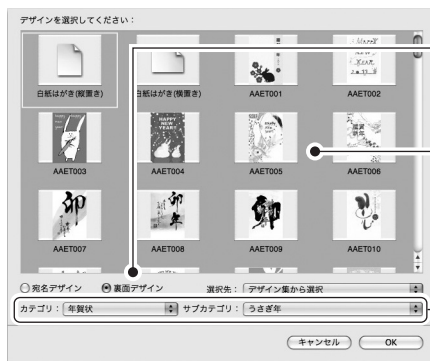 デザインを選択してください：
白紙はがき(縦置き) 白紙はがき(横置き) AAET001 AAET002
HAPPY NEW YEAR!
AAET003 AAET004 AAET005 AAET006
卯 卯年
AAET007 AAET008 AAET009 AAET010
宛名デザイン 裏面デザイン 選択先： デザイン集から選択
カテゴリ： 年賀状 サブカテゴリ： うさぎ年
キャンセル OK